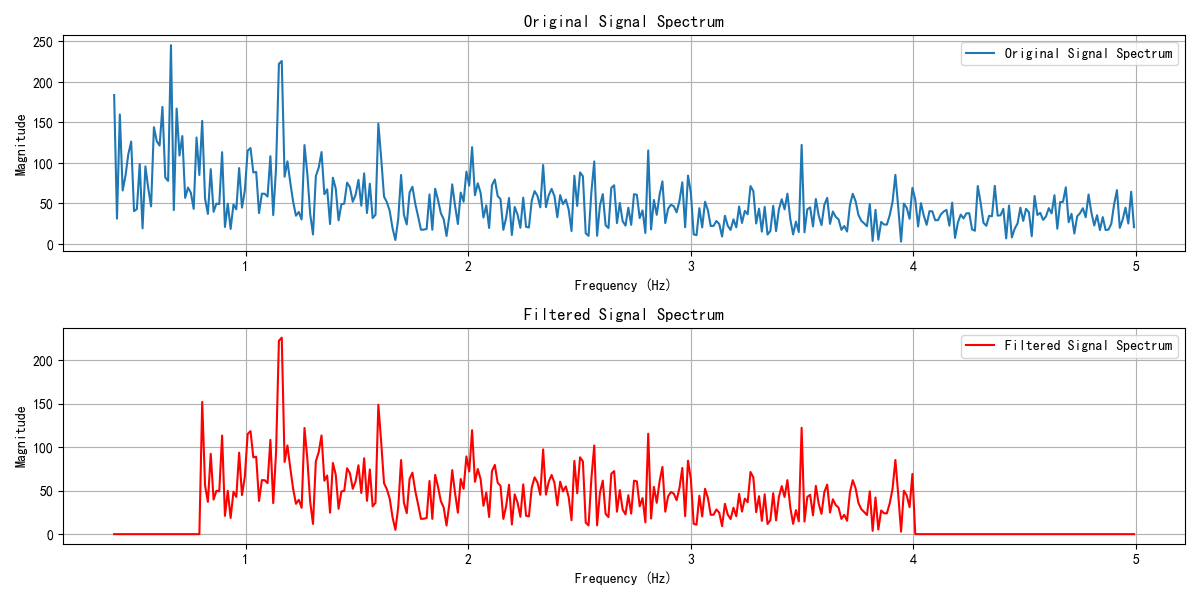 Original Signal Spectrum
250
200
150
100
50
0
Magnitude
Original Signal Spectrum
1
2
3
4
5
Frequency (Hz)
Filtered Signal Spectrum
200
150
100
50
0
Magnitude
Filtered Signal Spectrum
1
2
3
4
5
Frequency (Hz)